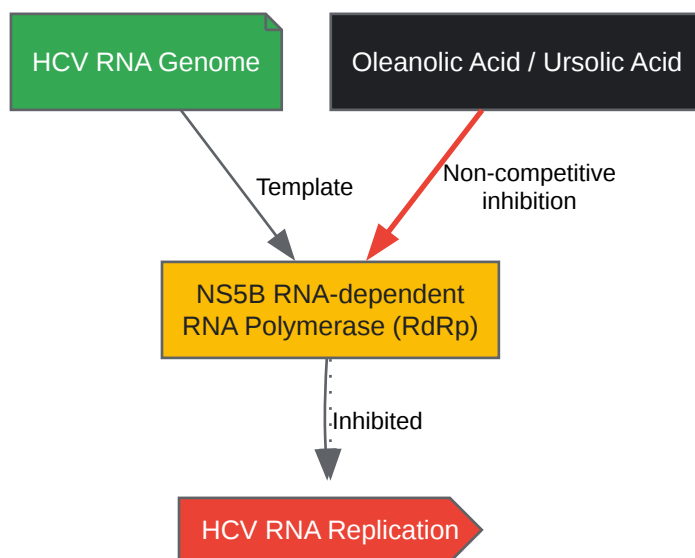 HCV RNA Genome
Oleanolic Acid / Ursolic Acid
Template
Non-competitive
inhibition
NS5B RNA-dependent
RNA Polymerase (RdRp)
Inhibited
HCV RNA Replication